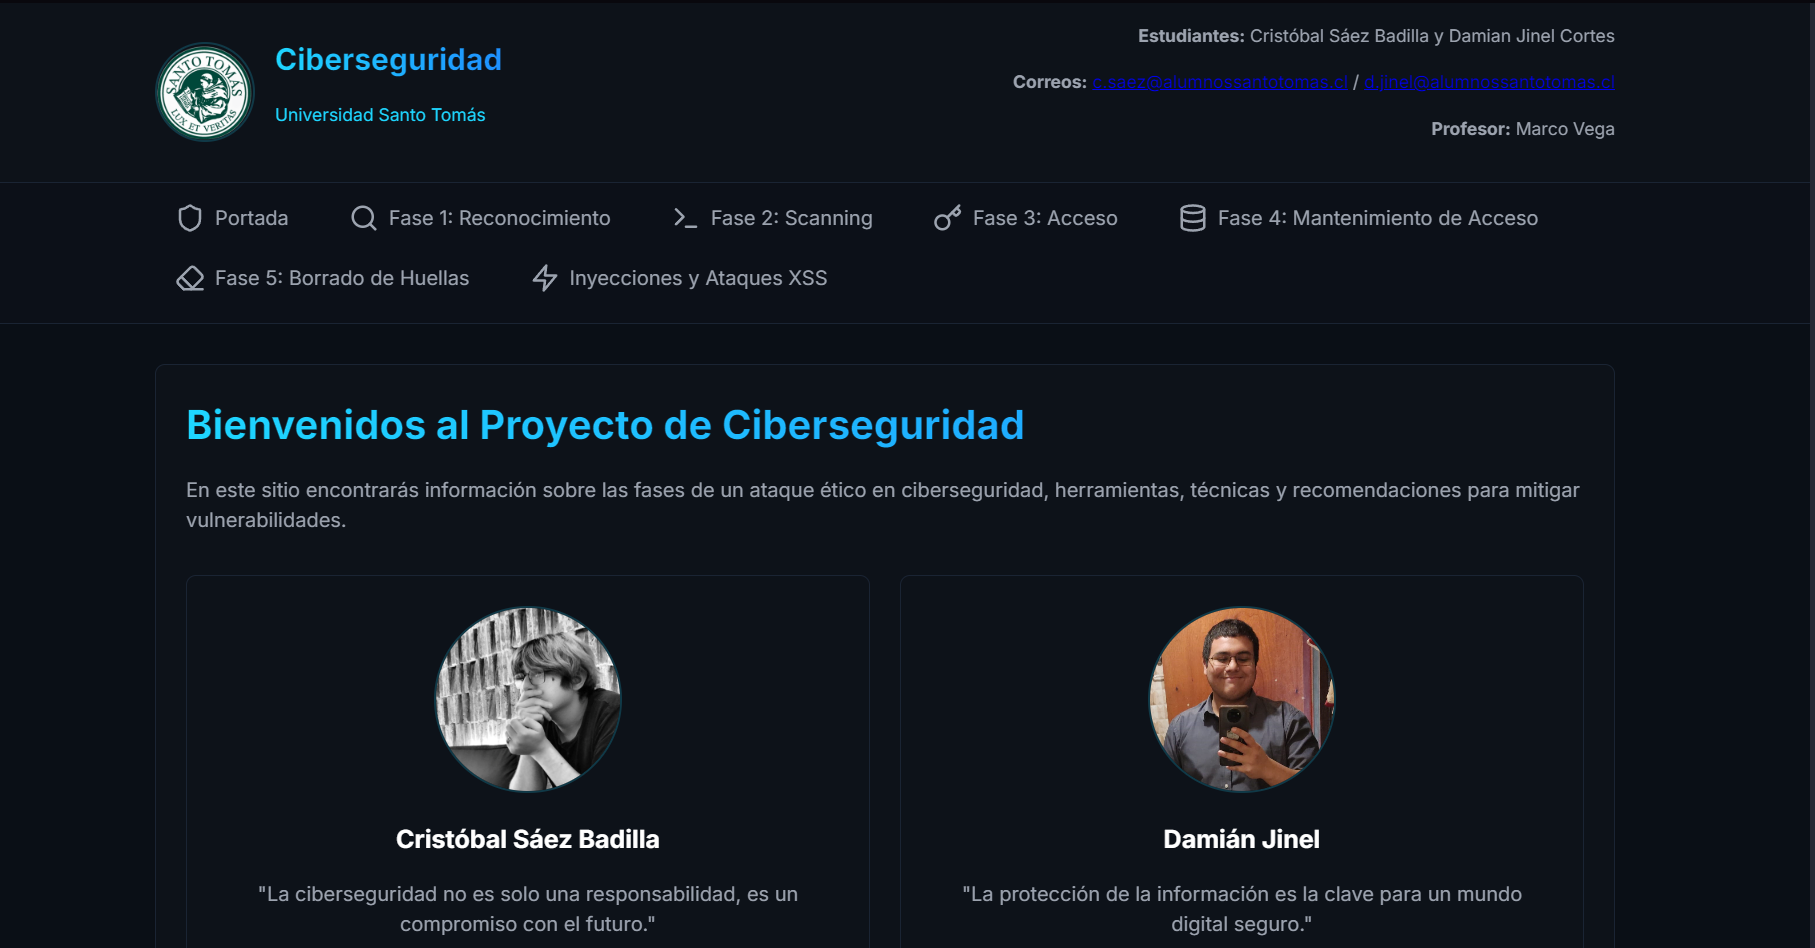 SANTO TOMÁS
LUX ET VERITAS
Ciberseguridad
Universidad Santo Tomás
Estudiantes: Cristóbal Sáez Badilla y Damian Jinel Cortes
Correos: c.saez@alumnossantotomas.cl / d.jinel@alumnossantotomas.cl
Profesor: Marco Vega
Portada
Fase 1: Reconocimiento
Fase 2: Scanning
Fase 3: Acceso
Fase 4: Mantenimiento de Acceso
Fase 5: Borrado de Huellas
Inyecciones y Ataques XSS
Bienvenidos al Proyecto de Ciberseguridad
En este sitio encontrarás información sobre las fases de un ataque ético en ciberseguridad, herramientas, técnicas y recomendaciones para mitigar
vulnerabilidades.
Cristóbal Sáez Badilla
"La ciberseguridad no es solo una responsabilidad, es un
compromiso con el futuro."
Damián Jinel
"La protección de la información es la clave para un mundo
digital seguro."